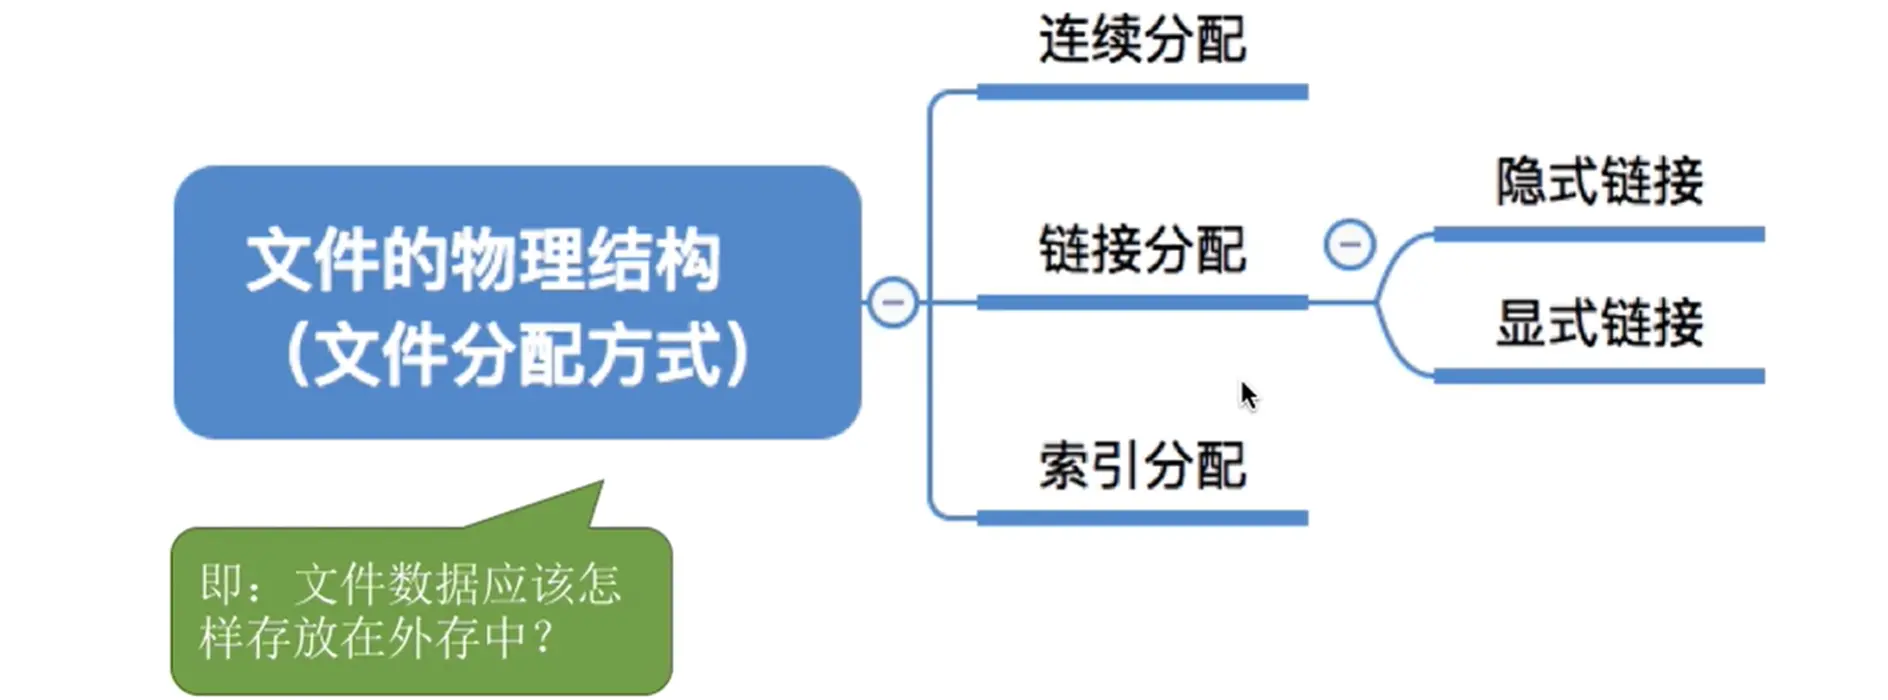 连续分配
隐式链接
文件的物理结构
链接分配
（文件分配方式）
显式链接
索引分配
即：文件数据应该怎
样存放在外存中？